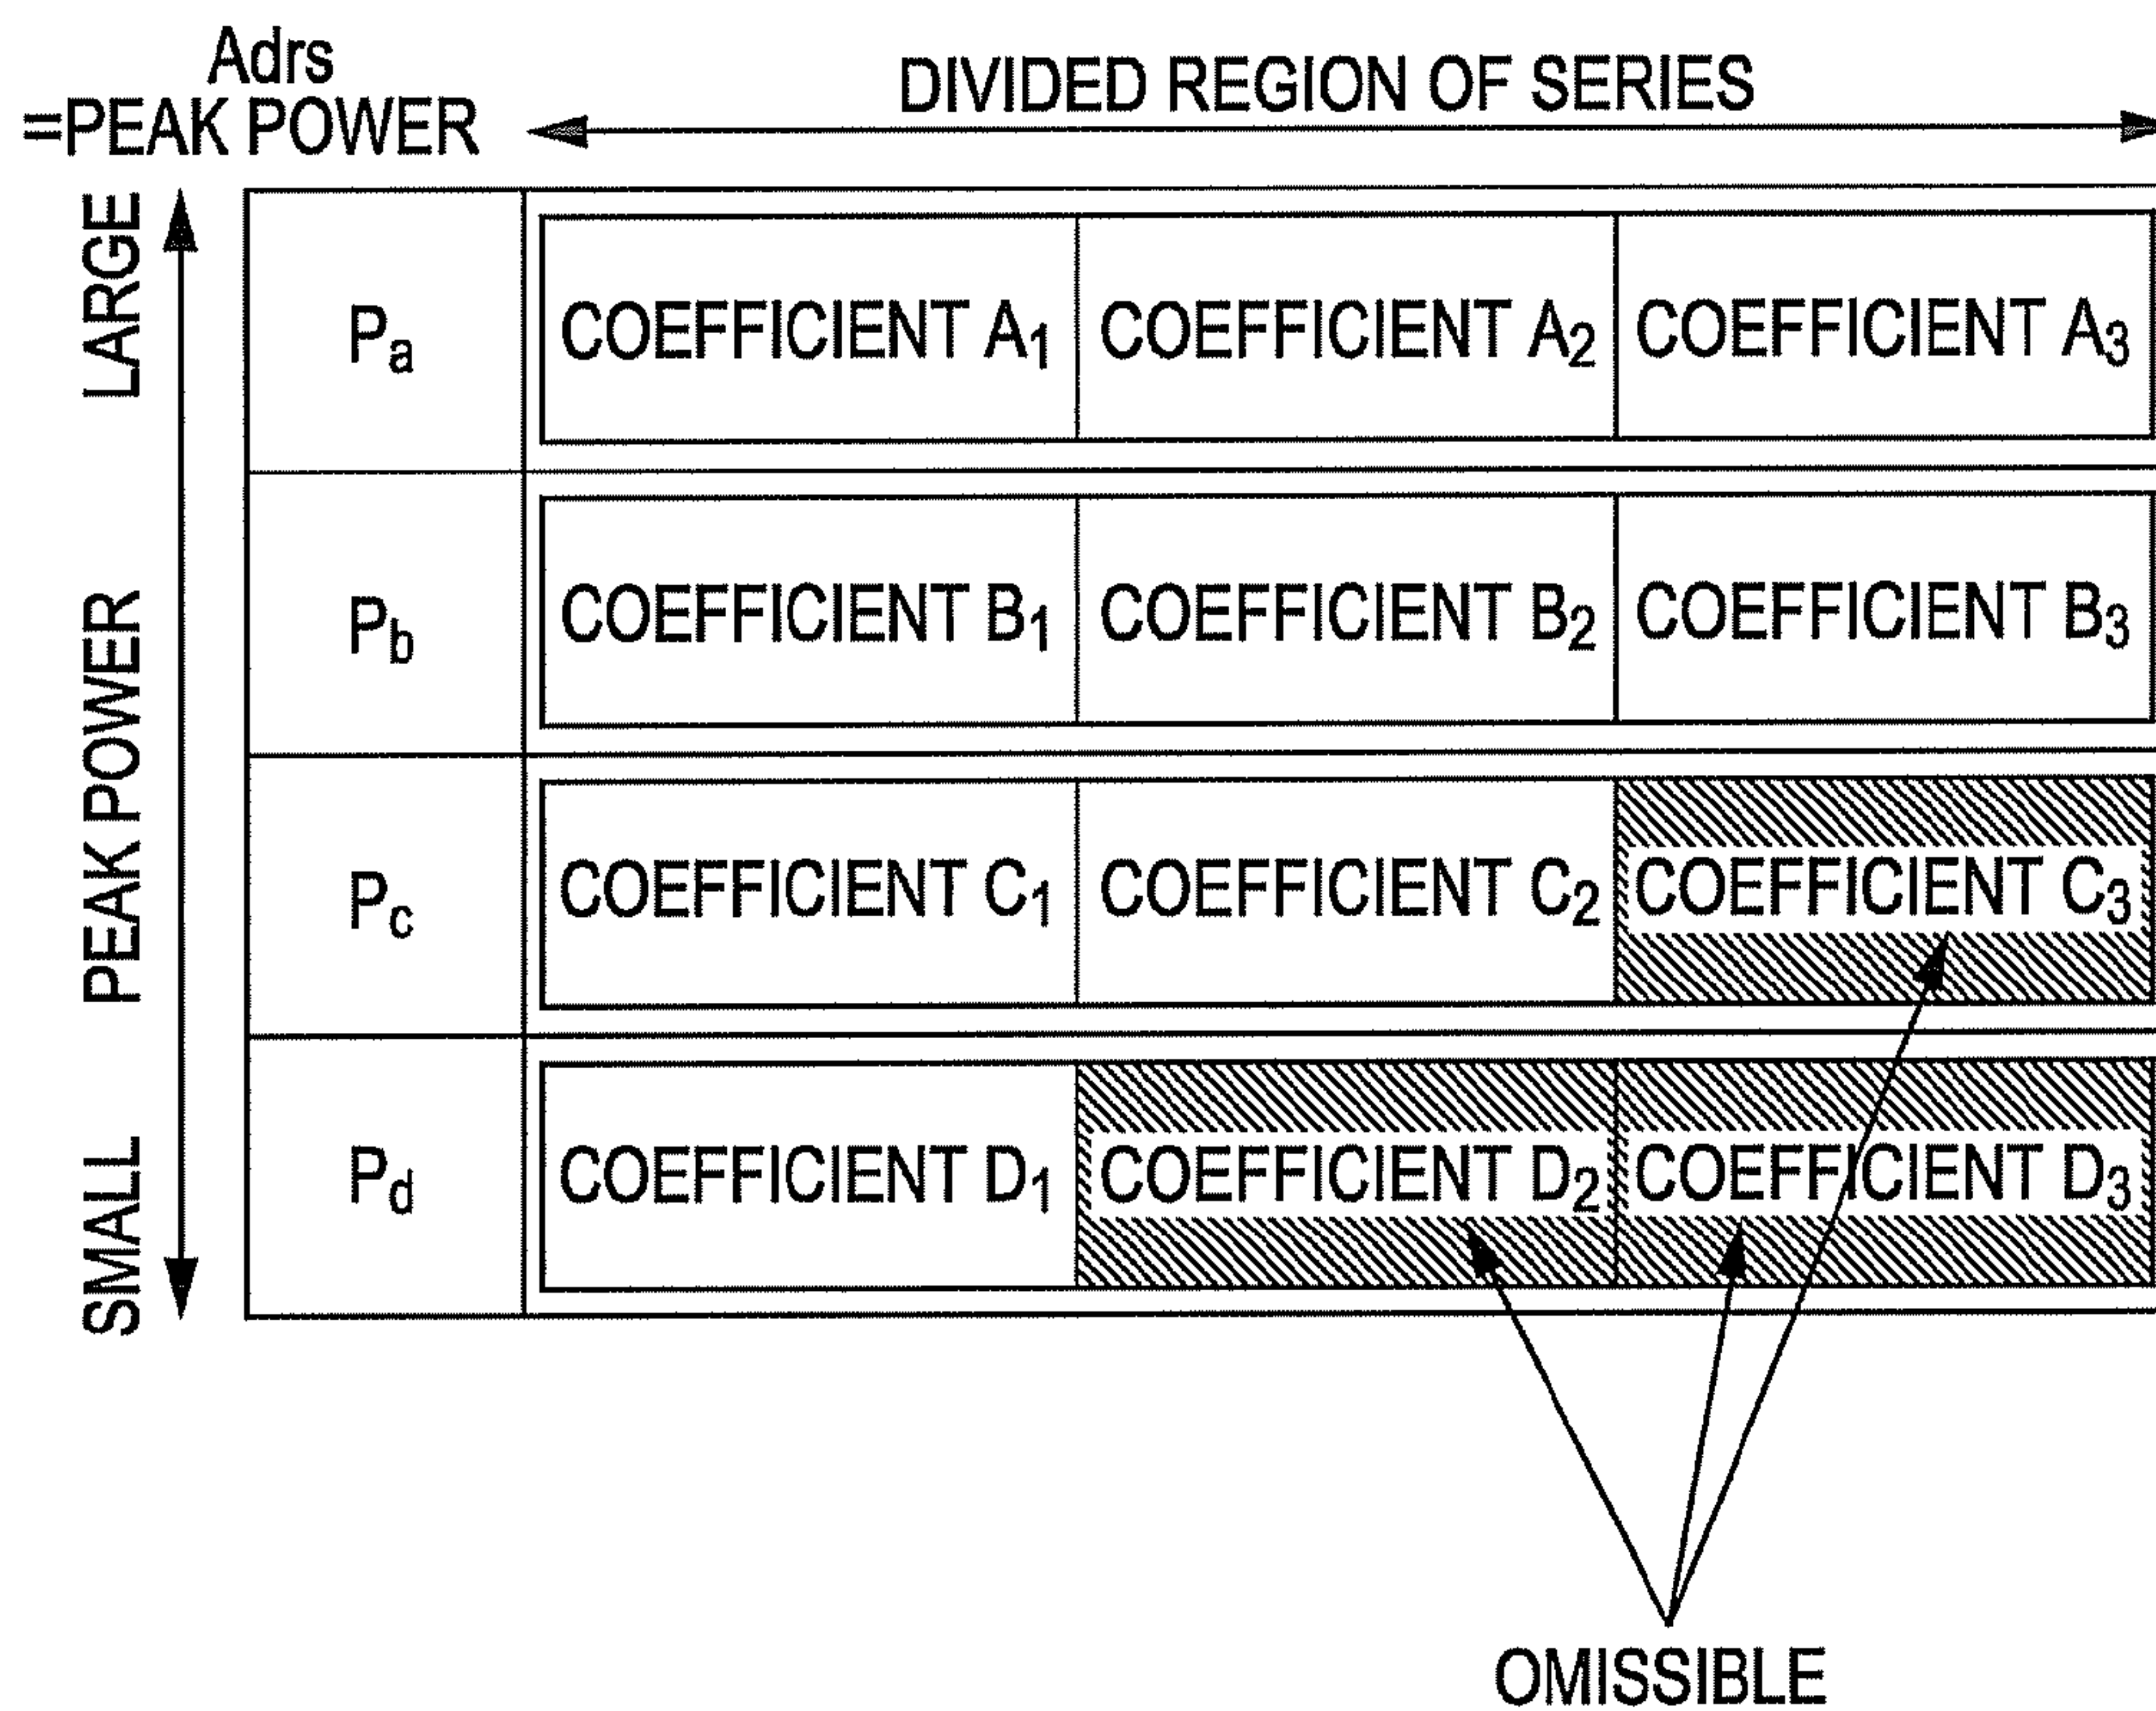 Adrs
=PEAK POWER
DIVIDED REGION OF SERIES
LARGE
PEAK POWER
SMALL
Pa COEFFICIENT A1 COEFFICIENT A2 COEFFICIENT A3
Pb COEFFICIENT B1 COEFFICIENT B2 COEFFICIENT B3
Pc COEFFICIENT C1 COEFFICIENT C2 COEFFICIENT C3
Pd COEFFICIENT D1 COEFFICIENT D2 COEFFICIENT D3
OMISSIBLE